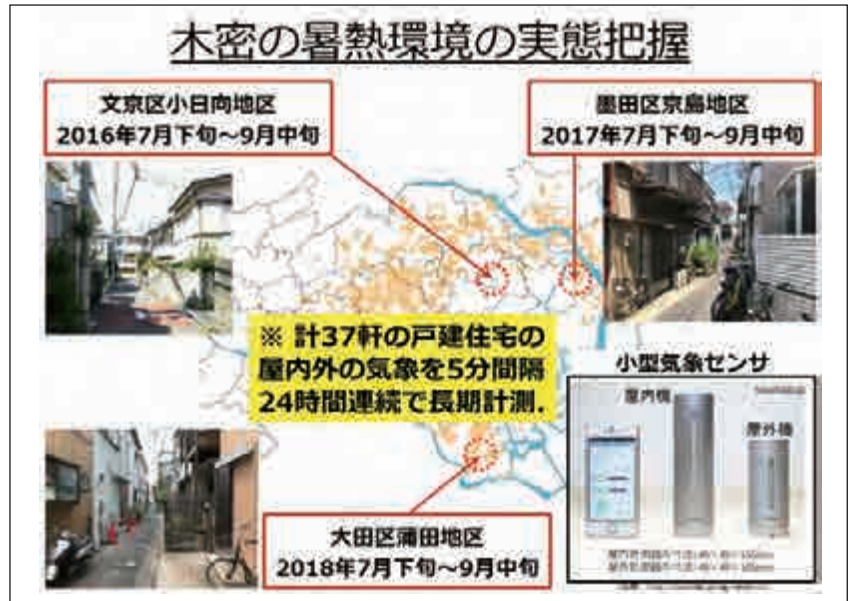 木密の暑熱環境の実態把握
文京区小日向地区
2016年7月下旬～9月中旬
墨田区京島地区
2017年7月下旬～9月中旬
※ 計37軒の戸建住宅の
屋内外の気象を5分間隔
24時間連続で長期計測.
小型気象センサ
屋内機
屋外機
大田区蒲田地区
2018年7月下旬～9月中旬